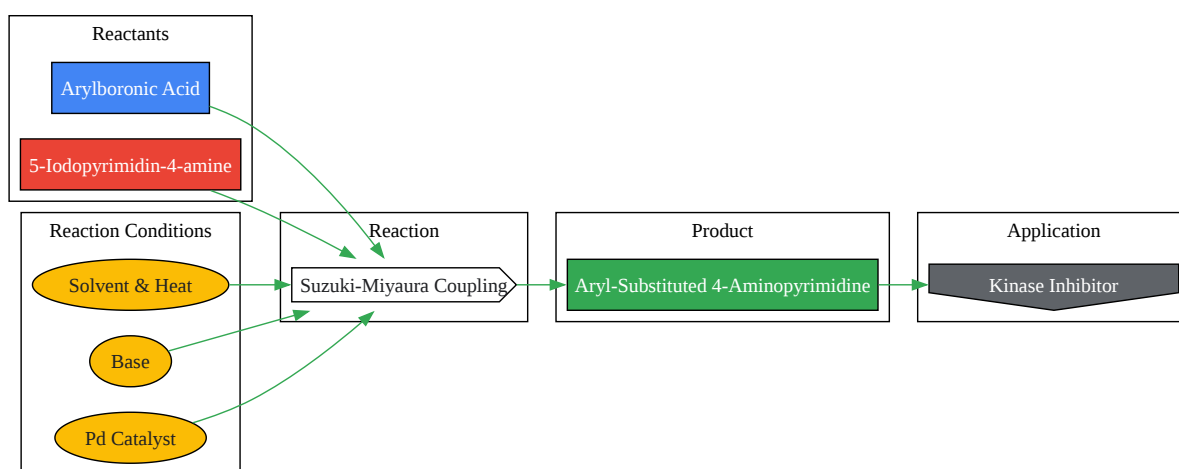 Reactants
Arylboronic Acid
5-Iodopyrimidin-4-amine
Reaction Conditions
Solvent & Heat
Base
Pd Catalyst
Reaction
Suzuki-Miyaura Coupling
Product
Aryl-Substituted 4-Aminopyrimidine
Application
Kinase Inhibitor